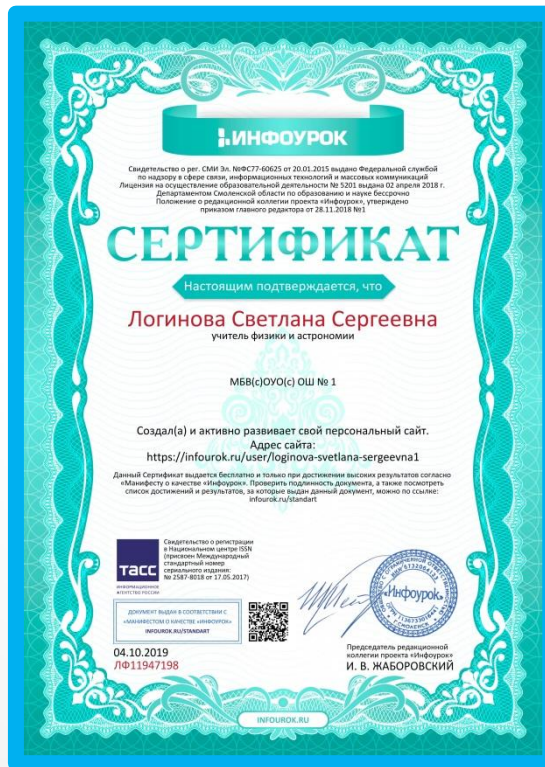 ИНФОУРОК
Свидетельство о рег. СМИ Эл. №ФС77-60625 от 20.01.2015 выдано Федеральной службой
по надзору в сфере связи, информационных технологий и массовых коммуникаций
Лицензия на осуществление образовательной деятельности № 5201 выдана 02 апреля 2018 г.
Департаментом Смоленской области по образованию и науке бессрочно
Положение о редакционной коллегии проекта «Инфоурок», утверждено
приказом главного редактора от 28.11.2018 №1
СЕРТИФИКАТ
Настоящим подтверждается, что
Логинова Светлана Сергеевна
учитель физики и астрономии
МБВ(с)ОУО(с) ОШ № 1
Создал(а) и активно развивает свой персональный сайт.
Адрес сайта:
https://infourok.ru/user/loginova-svetlana-sergeevna1
Данный Сертификат выдается бесплатно и только при достижении высоких результатов согласно
«Манифесту о качестве «Инфоурок». Проверить подлинность документа, а также посмотреть
список достижений и результатов, за которые выдан данный документ, можно по ссылке:
infourok.ru/standart
ТАСС
ИНФОРМАЦИОННОЕ
АГЕНТСТВО РОССИИ
Свидетельство о регистрации
в Национальном центре ISSN
(присвоен Международный
стандартный номер
сериального издания:
№ 2587-8018 от 17.05.2017)
ДОКУМЕНТ ВЫДАН В СООТВЕТСТВИИ С
«МАНИФЕСТОМ О КАЧЕСТВЕ «ИНФОУРОК»
INFOUROK.RU/STANDART
04.10.2019
ЛФ11947198
«Инфоурок»
Г. СМОЛЕНСК
Председатель редакционной
коллегии проекта «Инфоурок»
И. В. ЖАБОРОВСКИЙ
INFOUROK.RU